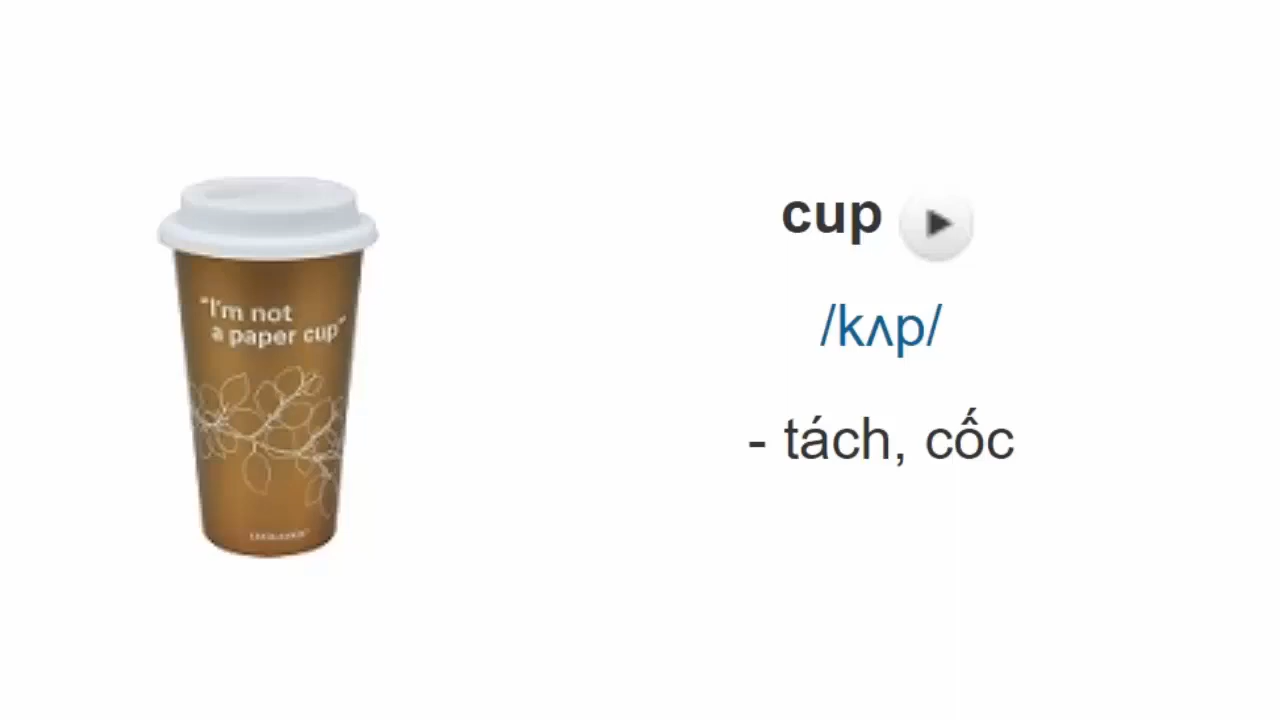 "I'm not
a paper cup"
cup
/kʌp/
- tách, cốc